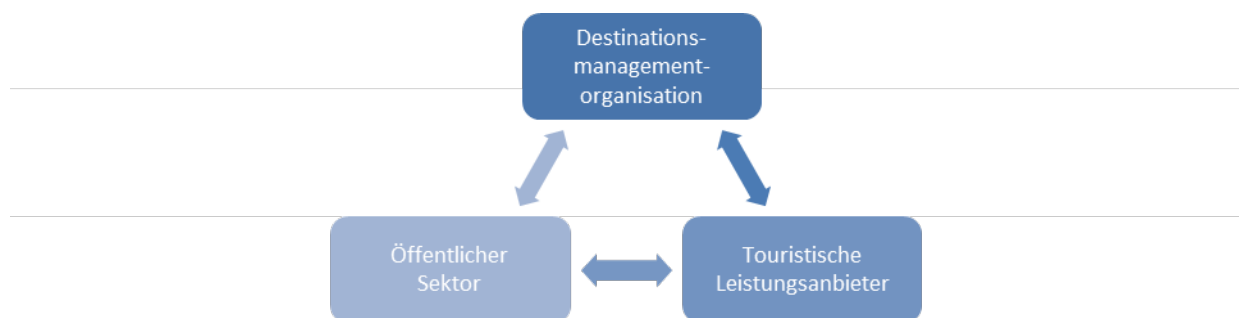 Destinations-
management-
organisation
Öffentlicher
Sektor
Touristische
Leistungsanbieter